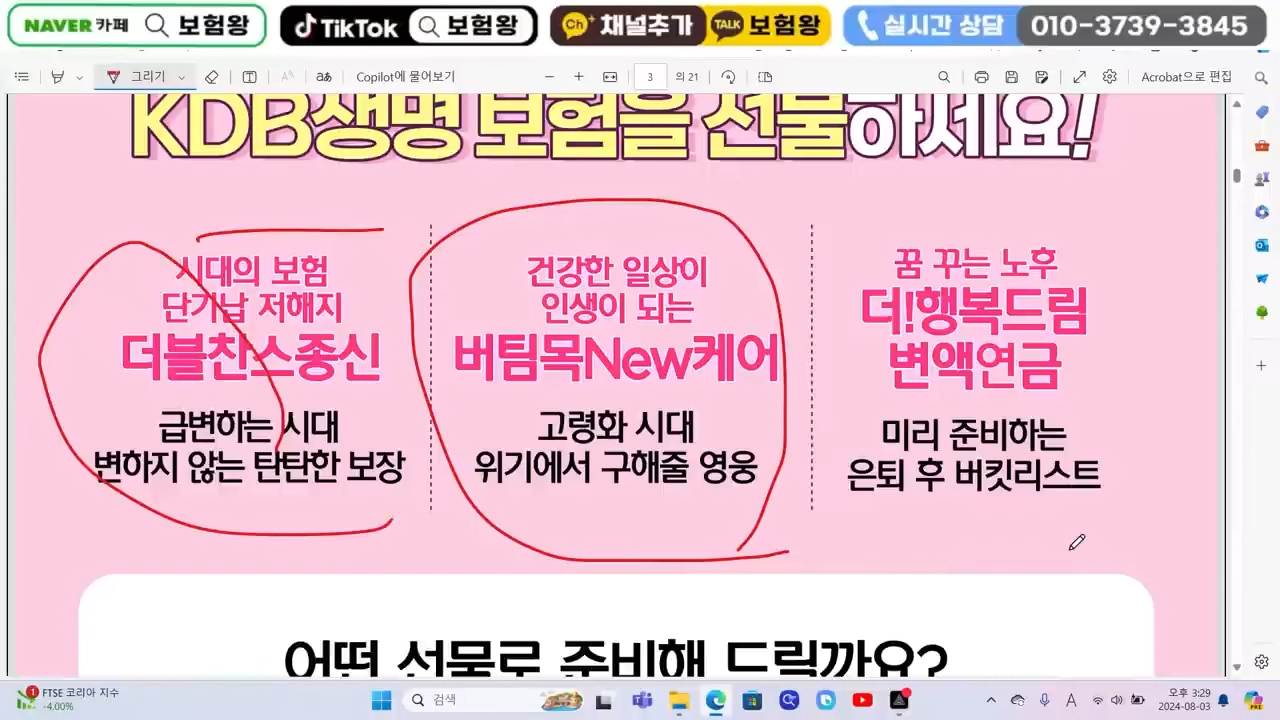 NAVER 카페 보험왕
TikTok 보험왕
Ch+ 채널추가 TALK 보험왕
실시간 상담 010-3739-3845
그리기
가あ
Copilot에 물어보기
3 의 21
Acrobat으로 편집
KDB생명 보험을 선물하세요!
시대의 보험
단기납 저해지
더블찬스종신
급변하는 시대
변하지 않는 탄탄한 보장
건강한 일상이
인생이 되는
버팀목New케어
고령화 시대
위기에서 구해줄 영웅
꿈 꾸는 노후
더!행복드림
변액연금
미리 준비하는
은퇴 후 버킷리스트
어떤 선물로 준비해 드릴까요?
1
FTSE 코리아 지수
-4.00%
검색
A
오후 3:29
2024-08-03
PRE